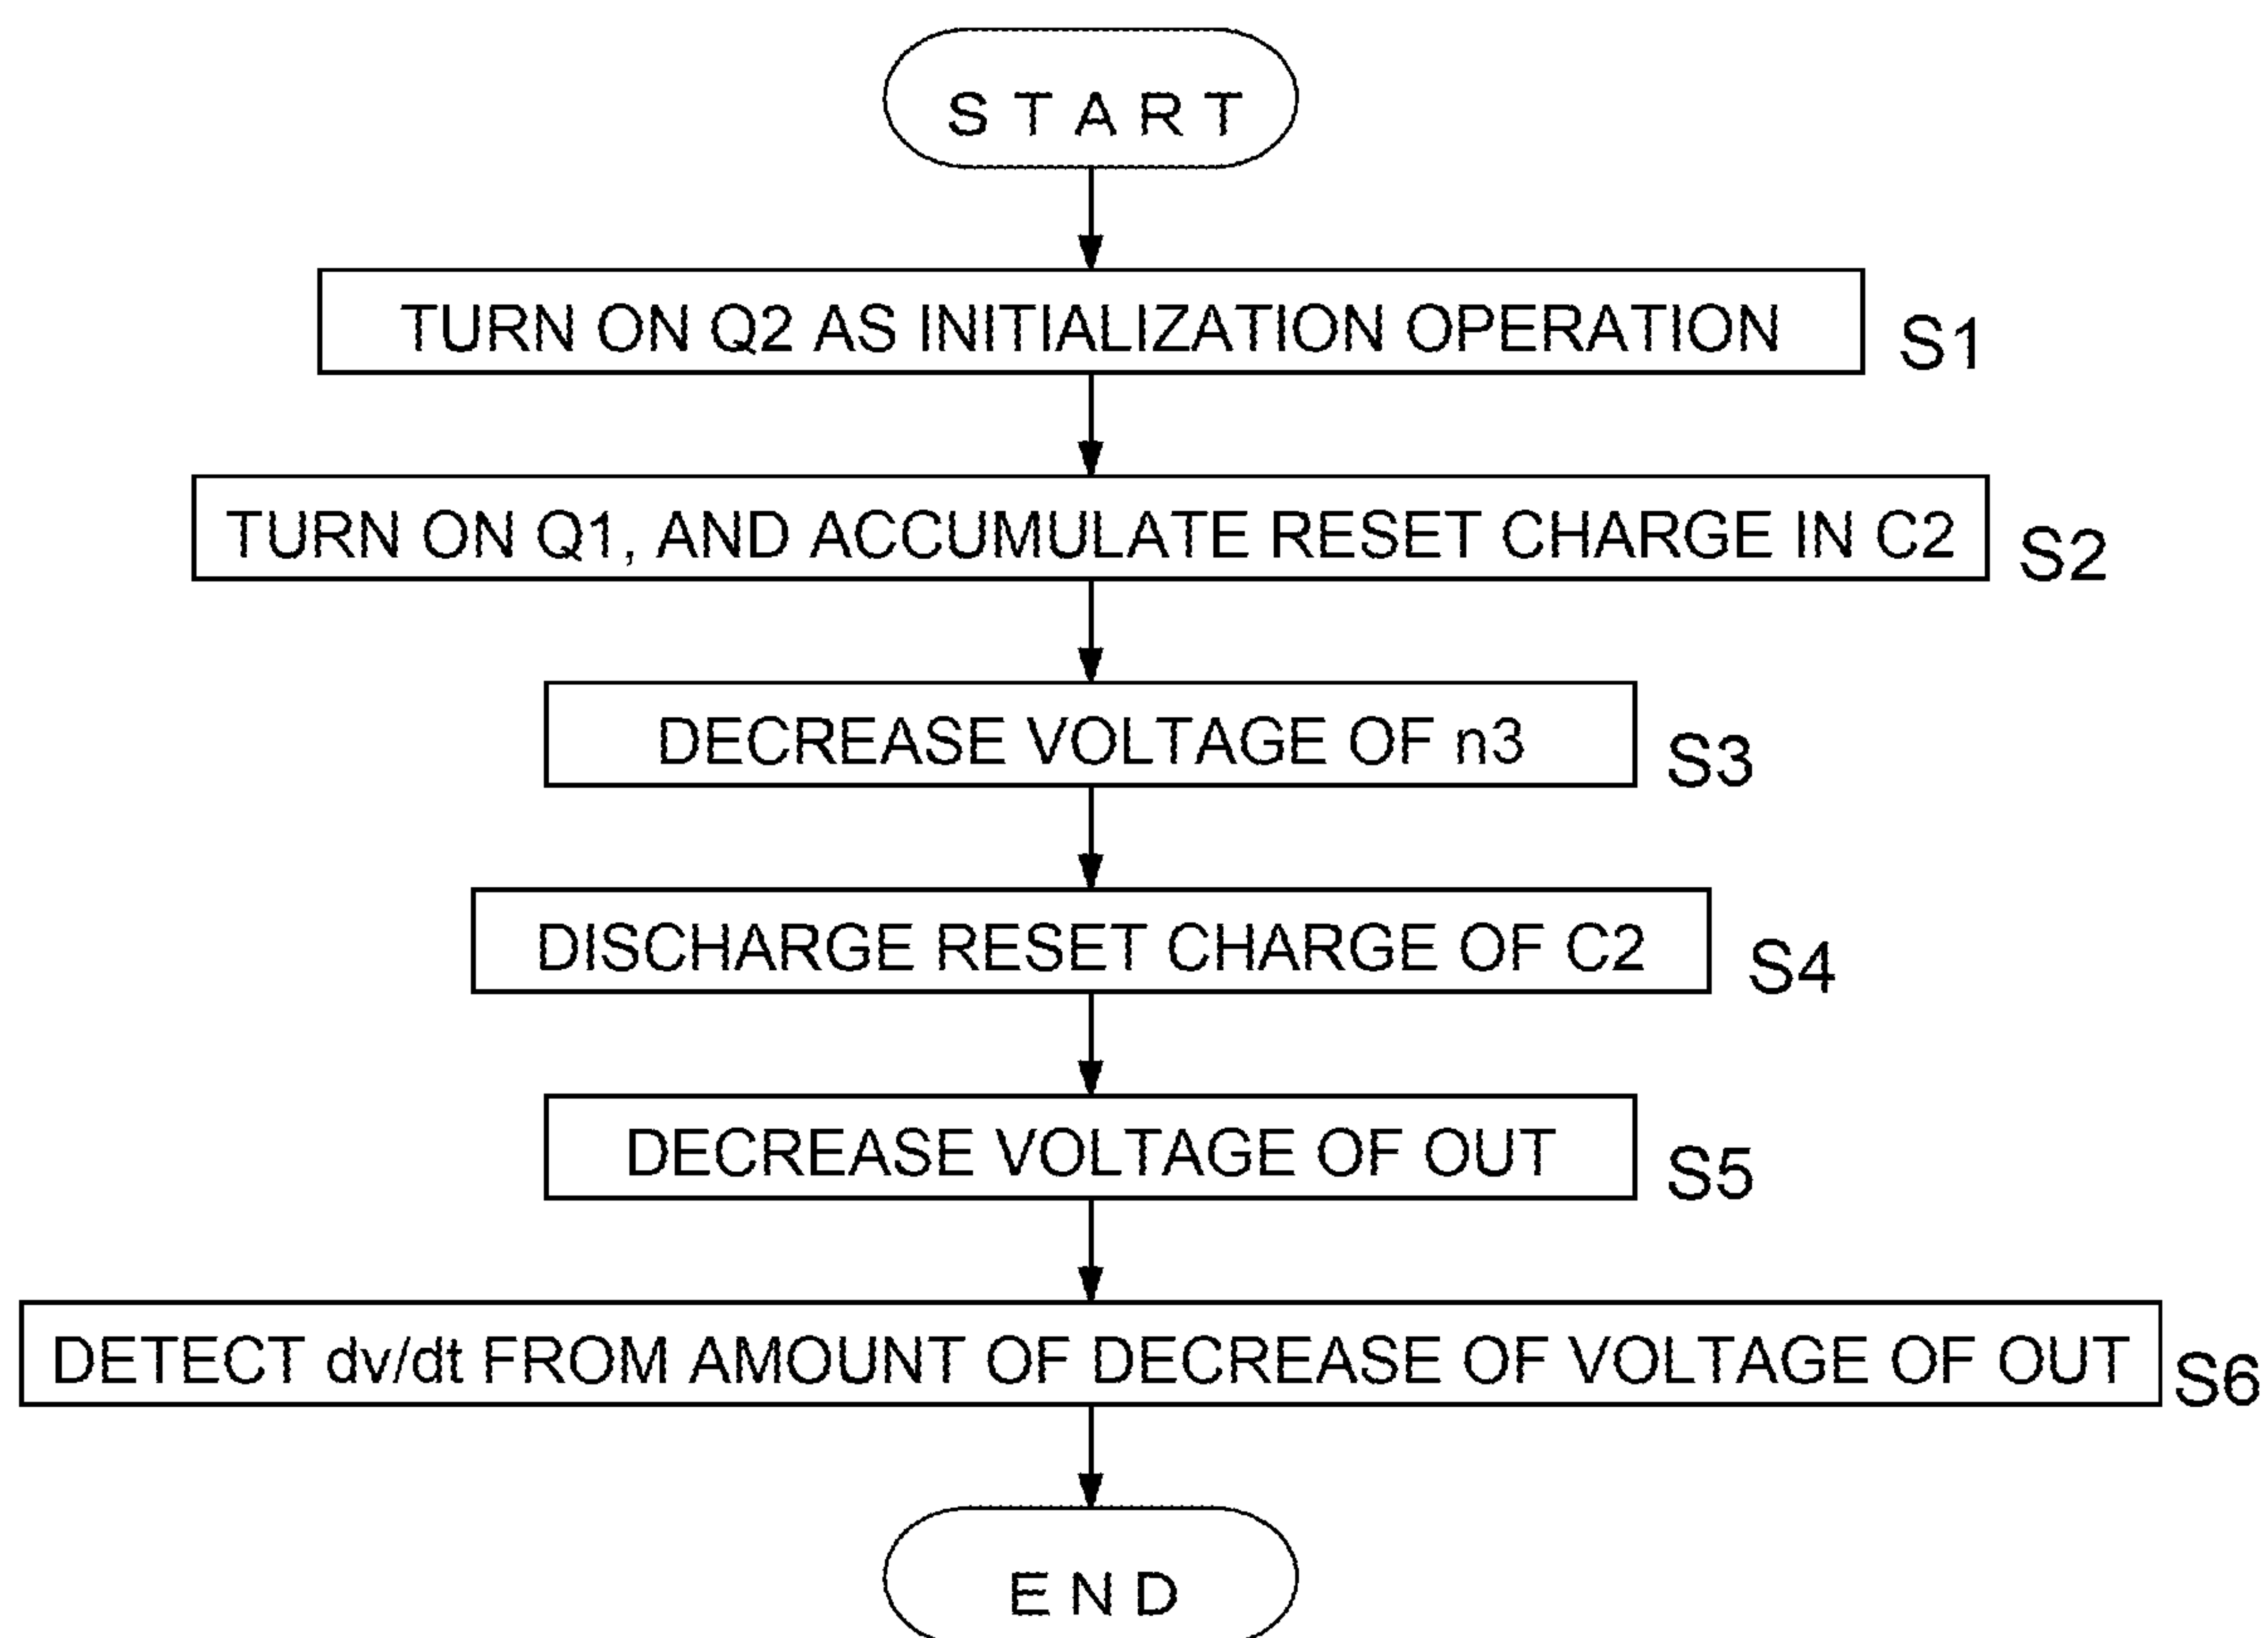 START
TURN ON Q2 AS INITIALIZATION OPERATION
S1
TURN ON Q1, AND ACCUMULATE RESET CHARGE IN C2
S2
DECREASE VOLTAGE OF n3
S3
DISCHARGE RESET CHARGE OF C2
S4
DECREASE VOLTAGE OF OUT
S5
DETECT dv/dt FROM AMOUNT OF DECREASE OF VOLTAGE OF OUT
S6
END